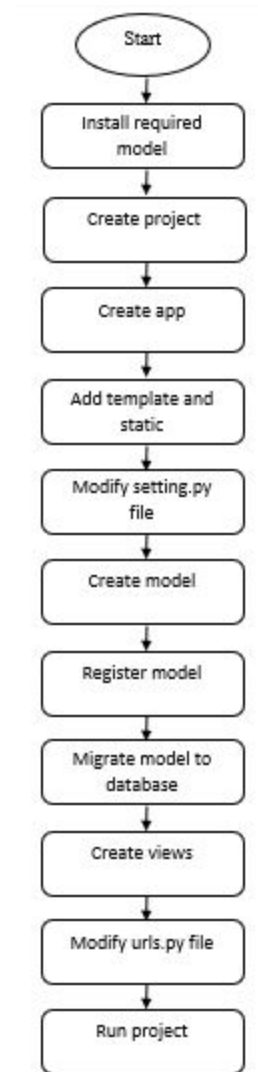 Start
Install required
model
Create project
Create app
Add template and
static
Modify setting.py
file
Create model
Register model
Migrate model to
database
Create views
Modify urls.py file
Run project